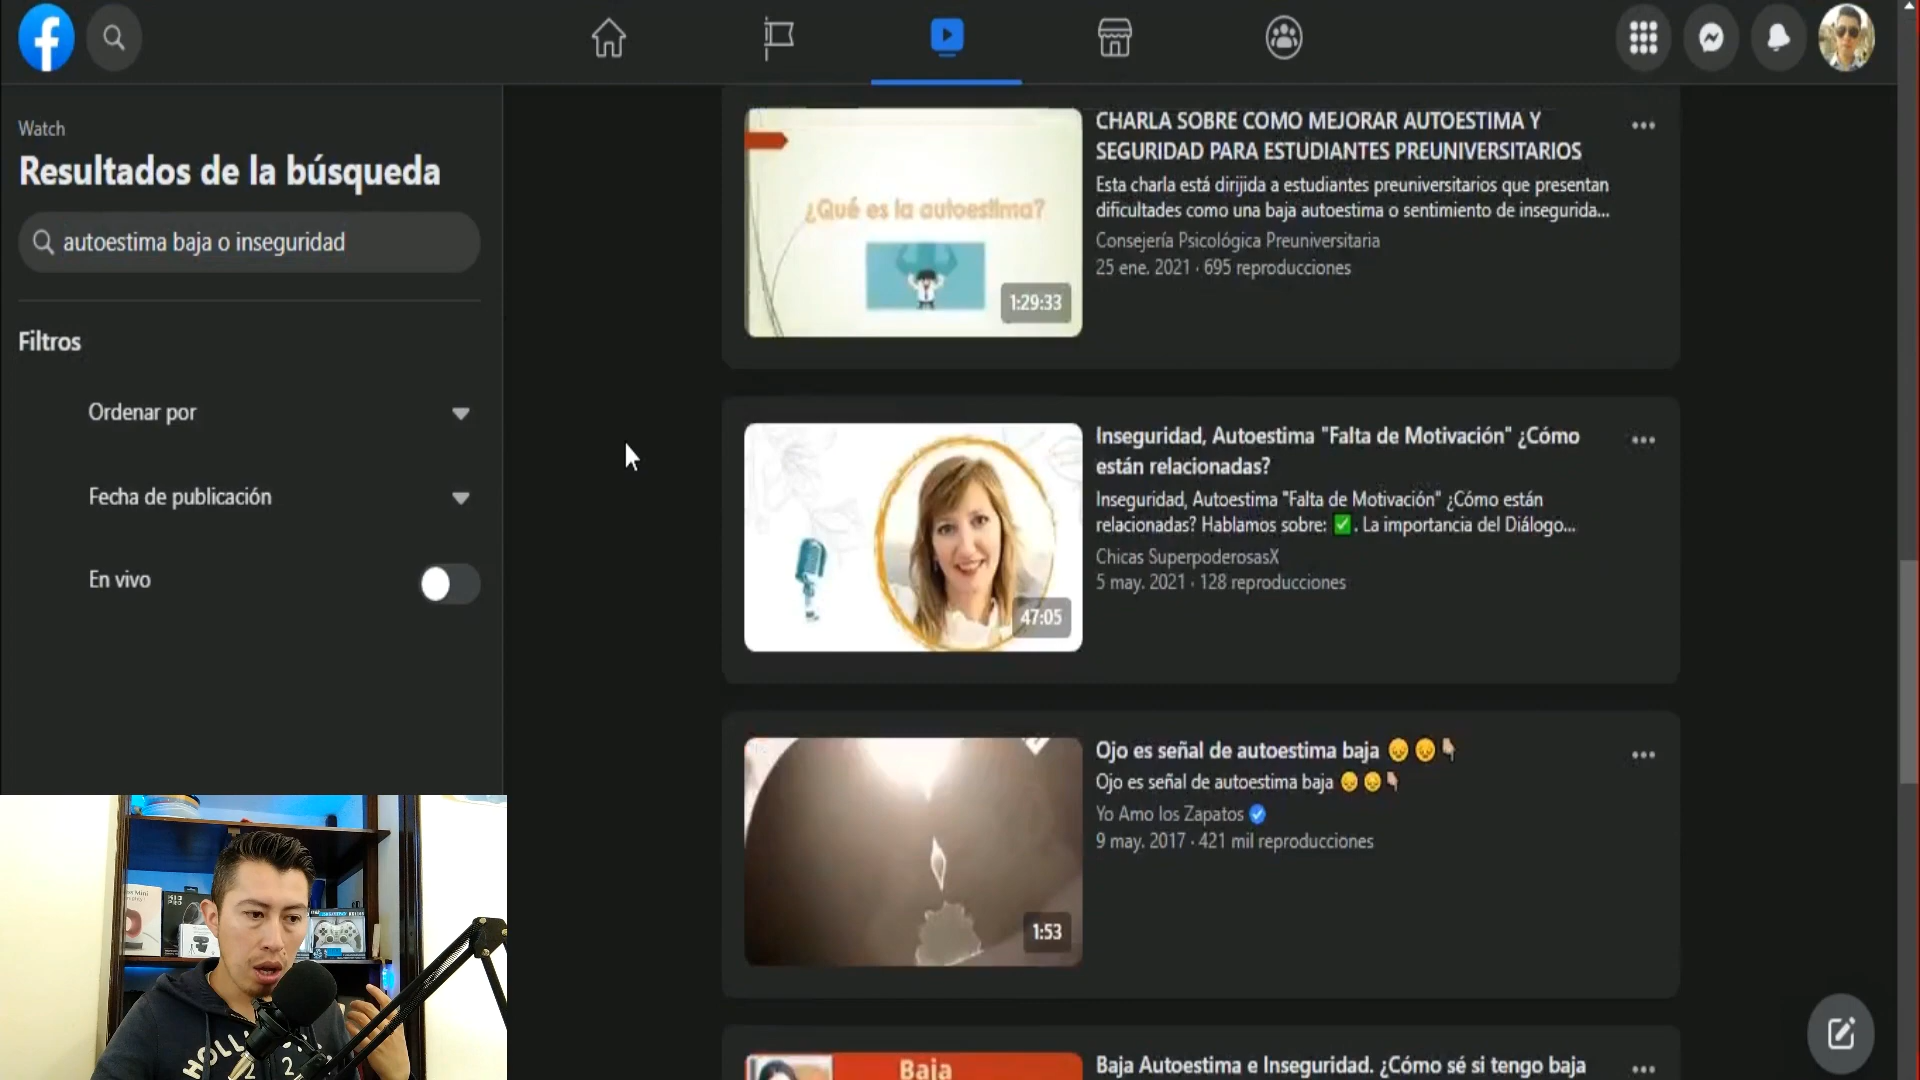 Watch
Resultados de la búsqueda
autoestima baja o inseguridad
Filtros
Ordenar por
Fecha de publicación
En vivo
¿Qué es la autoestima?
1:29:33
CHARLA SOBRE COMO MEJORAR AUTOESTIMA Y
SEGURIDAD PARA ESTUDIANTES PREUNIVERSITARIOS
Esta charla está dirijida a estudiantes preuniversitarios que presentan
dificultades como una baja autoestima o sentimiento de insegurida...
Consejería Psicológica Preuniversitaria
25 ene. 2021 · 695 reproducciones
47:05
Inseguridad, Autoestima "Falta de Motivación" ¿Cómo
están relacionadas?
Inseguridad, Autoestima "Falta de Motivación" ¿Cómo están
relacionadas? Hablamos sobre: ✅. La importancia del Diálogo...
Chicas SuperpoderosasX
5 may. 2021 · 128 reproducciones
1:53
Ojo es señal de autoestima baja 😞😞👇🏽
Ojo es señal de autoestima baja 😞😞👇🏽
Yo Amo los Zapatos
9 may. 2017 · 421 mil reproducciones
Baja
Baja Autoestima e Inseguridad. ¿Cómo sé si tengo baja